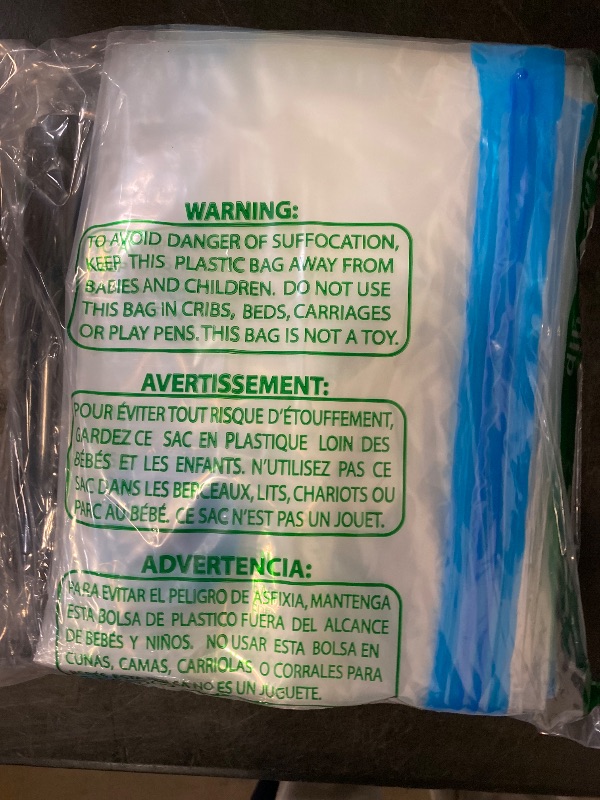 WARNING:
TO AVOID DANGER OF SUFFOCATION,
KEEP THIS PLASTIC BAG AWAY FROM
BABIES AND CHILDREN. DO NOT USE
THIS BAG IN CRIBS, BEDS, CARRIAGES
OR PLAY PENS. THIS BAG IS NOT A TOY.
AVERTISSEMENT:
POUR ÉVITER TOUT RISQUE D'ÉTOUFFEMENT,
GARDEZ CE SAC EN PLASTIQUE LOIN DES
BÉBÉS ET LES ENFANTS. N'UTILISEZ PAS CE
SAC DANS LES BERCEAUX, LITS, CHARIOTS OU
PARC AU BÉBÉ. CE SAC N'EST PAS UN JOUET.
ADVERTENCIA:
PARA EVITAR EL PELIGRO DE ASFIXIA, MANTENGA
ESTA BOLSA DE PLASTICO FUERA DEL ALCANCE
DE BEBÉS Y NIÑOS. NO USAR ESTA BOLSA EN
CUNAS, CAMAS, CARRIOLAS O CORRALES PARA
NO ES UN JUGUETE.